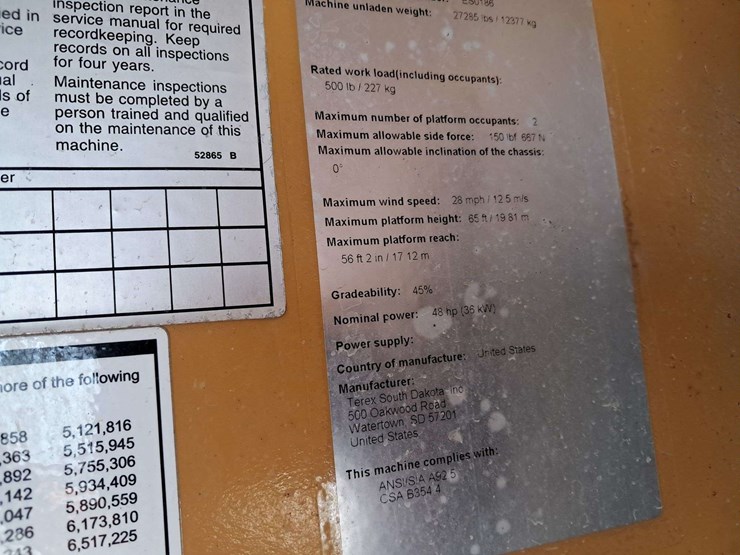 inspection report in the
ed in service manual for required
ice recordkeeping. Keep
records on all inspections
cord for four years.
al Maintenance inspections
ls of must be completed by a
e person trained and qualified
on the maintenance of this
machine.
52865 B
er
ore of the following
858 5,121,816
363 5,515,945
892 5,755,306
142 5,934,409
047 5,890,559
286 6,173,810
6,517,225
Machine unladen weight: 27285 lbs / 12377 kg
Rated work load(including occupants):
500 lb / 227 kg
Maximum number of platform occupants: 2
Maximum allowable side force: 150 lbf 667 N
Maximum allowable inclination of the chassis:
0°
Maximum wind speed: 28 mph / 12 5 m/s
Maximum platform height: 65 ft / 19 81 m
Maximum platform reach:
56 ft 2 in / 17 12 m
Gradeability: 45%
Nominal power: 48 hp (36 kW)
Power supply:
Country of manufacture: United States
Manufacturer:
Terex South Dakota Inc
500 Oakwood Road
Watertown SD 57201
United States
This machine complies with:
ANSI/SIA A92 5
CSA B354 4